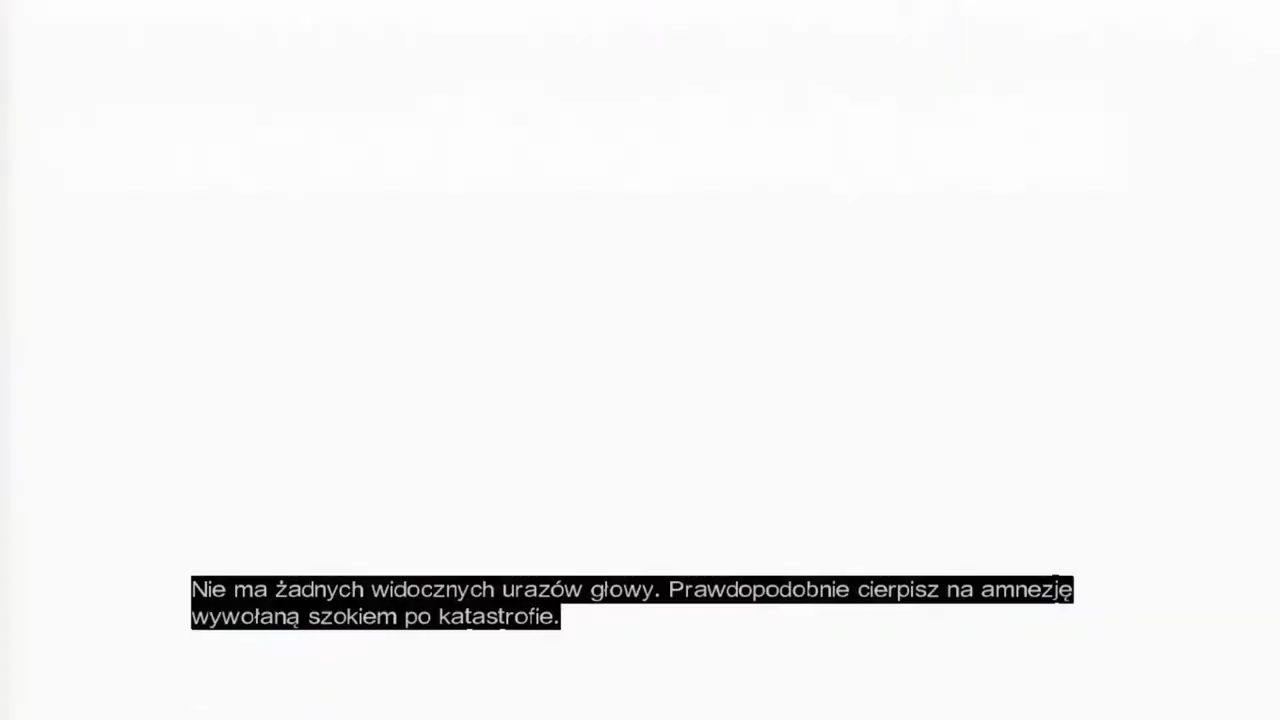 Nie ma żadnych widocznych urazów głowy. Prawdopodobnie cierpisz na amnezję
wywołaną szokiem po katastrofie.